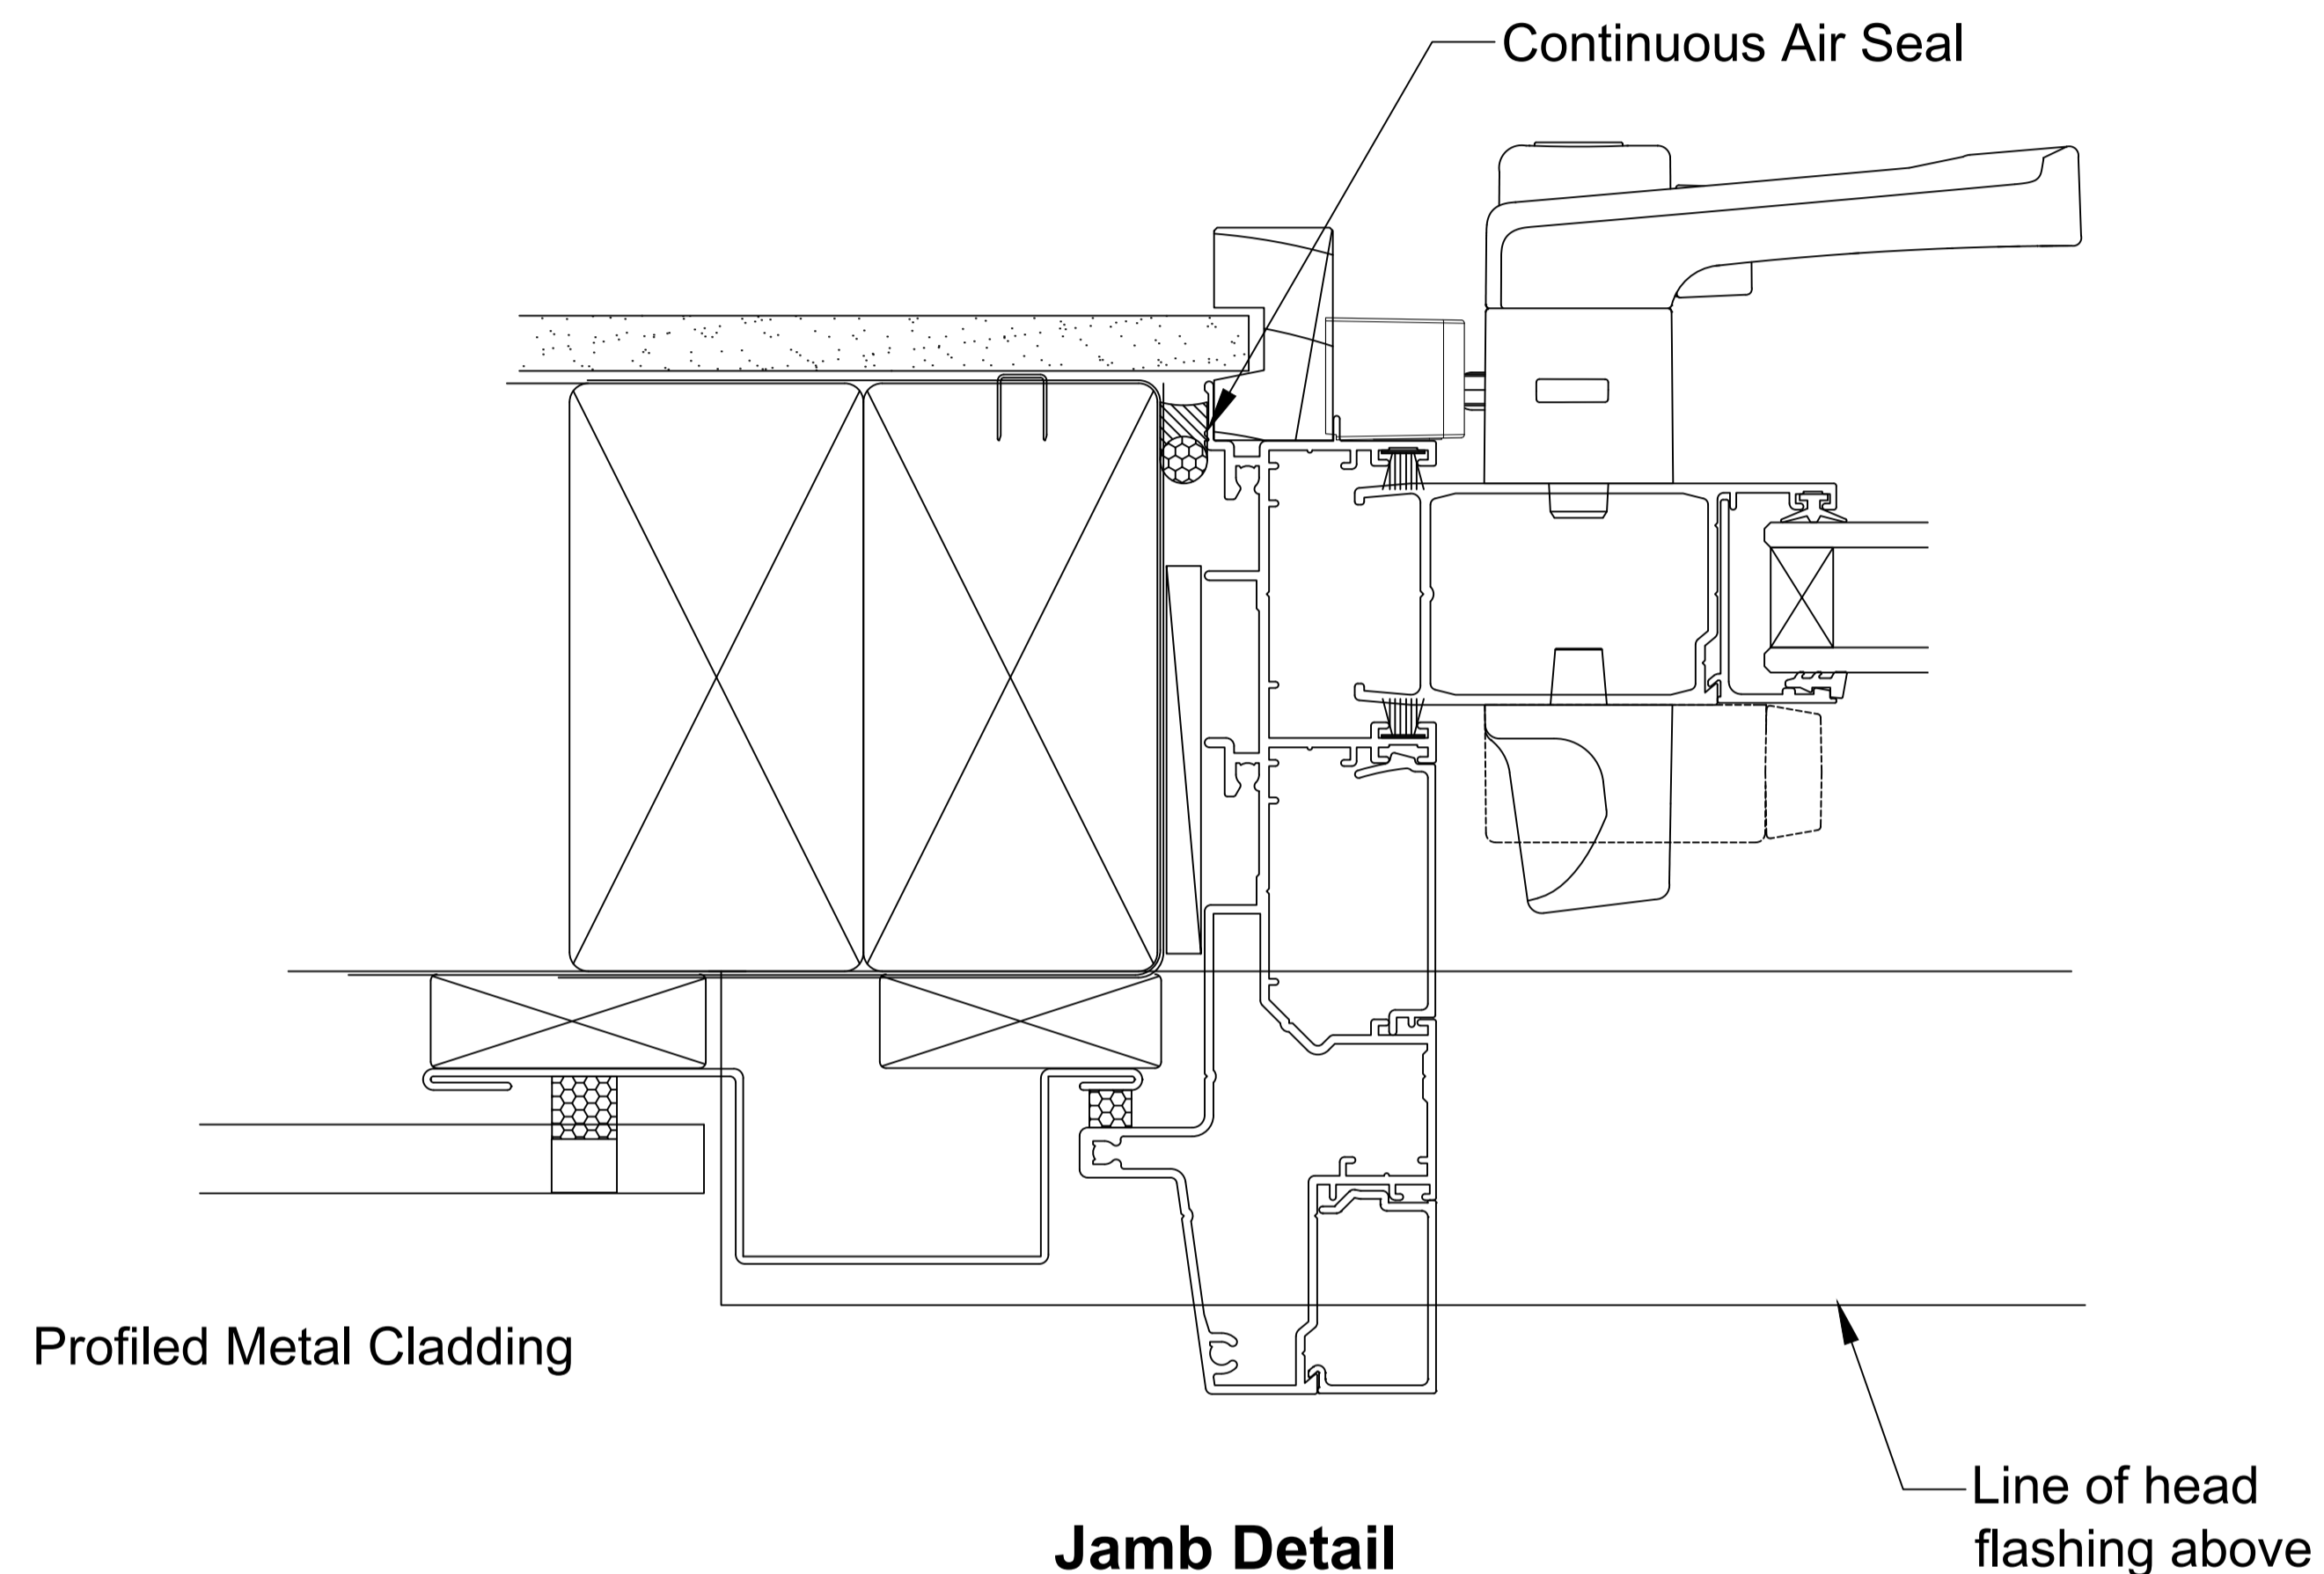 Continuous Air Seal
Profiled Metal Cladding
Line of head
flashing above
Jamb Detail